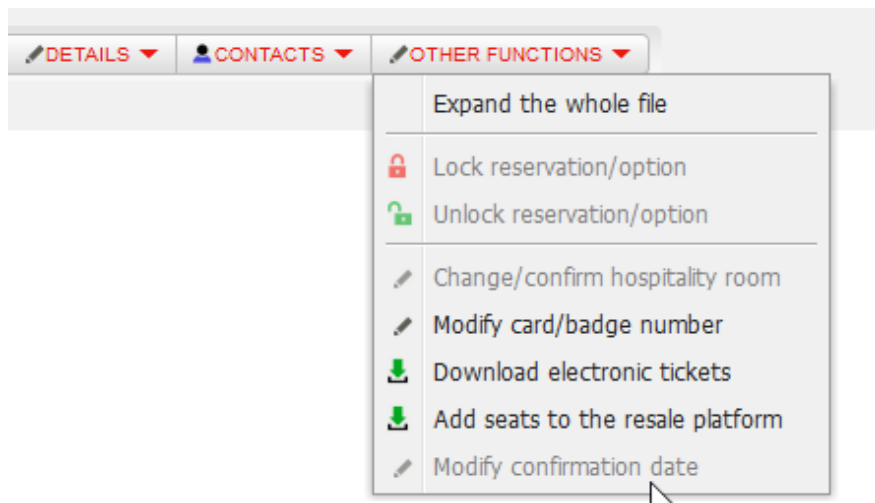 DETAILS
CONTACTS
OTHER FUNCTIONS
Expand the whole file
Lock reservation/option
Unlock reservation/option
Change/confirm hospitality room
Modify card/badge number
Download electronic tickets
Add seats to the resale platform
Modify confirmation date